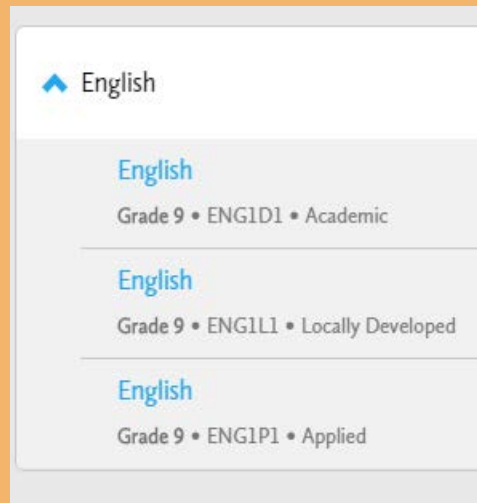 English
English
Grade 9 • ENG1D1 • Academic
English
Grade 9 • ENG1L1 • Locally Developed
English
Grade 9 • ENG1P1 • Applied